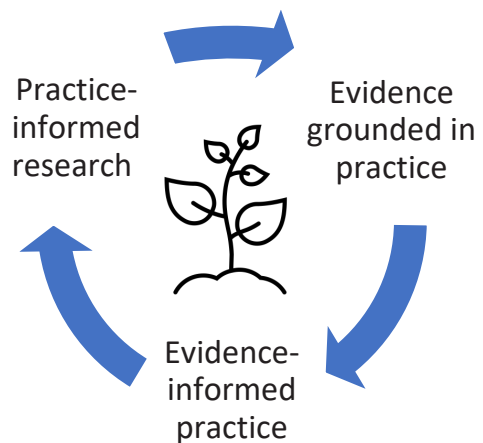 Practice-
informed
research
Evidence
grounded in
practice
Evidence-
informed
practice